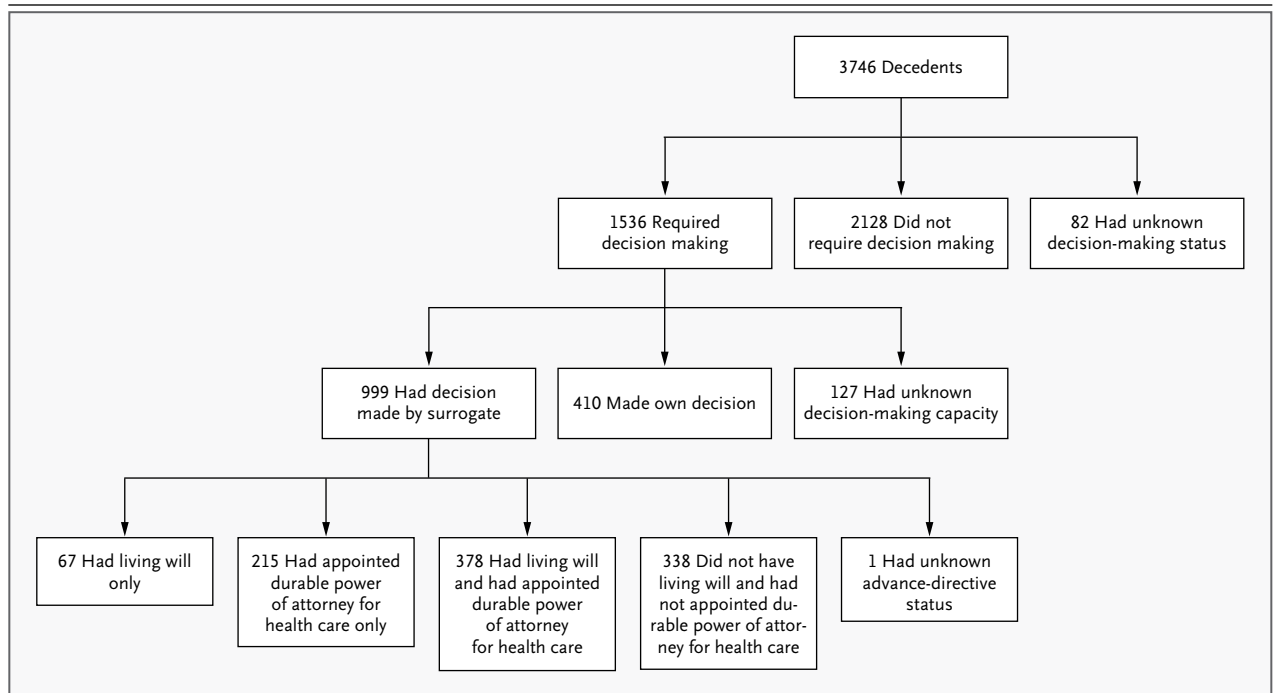 3746 Decedents
1536 Required
decision making
2128 Did not
require decision making
82 Had unknown
decision-making status
999 Had decision
made by surrogate
410 Made own decision
127 Had unknown
decision-making capacity
67 Had living will
only
215 Had appointed
durable power
of attorney for
health care only
378 Had living will
and had appointed
durable power
of attorney
for health care
338 Did not have
living will and had
not appointed du-
rable power of attor-
ney for health care
1 Had unknown
advance-directive
status